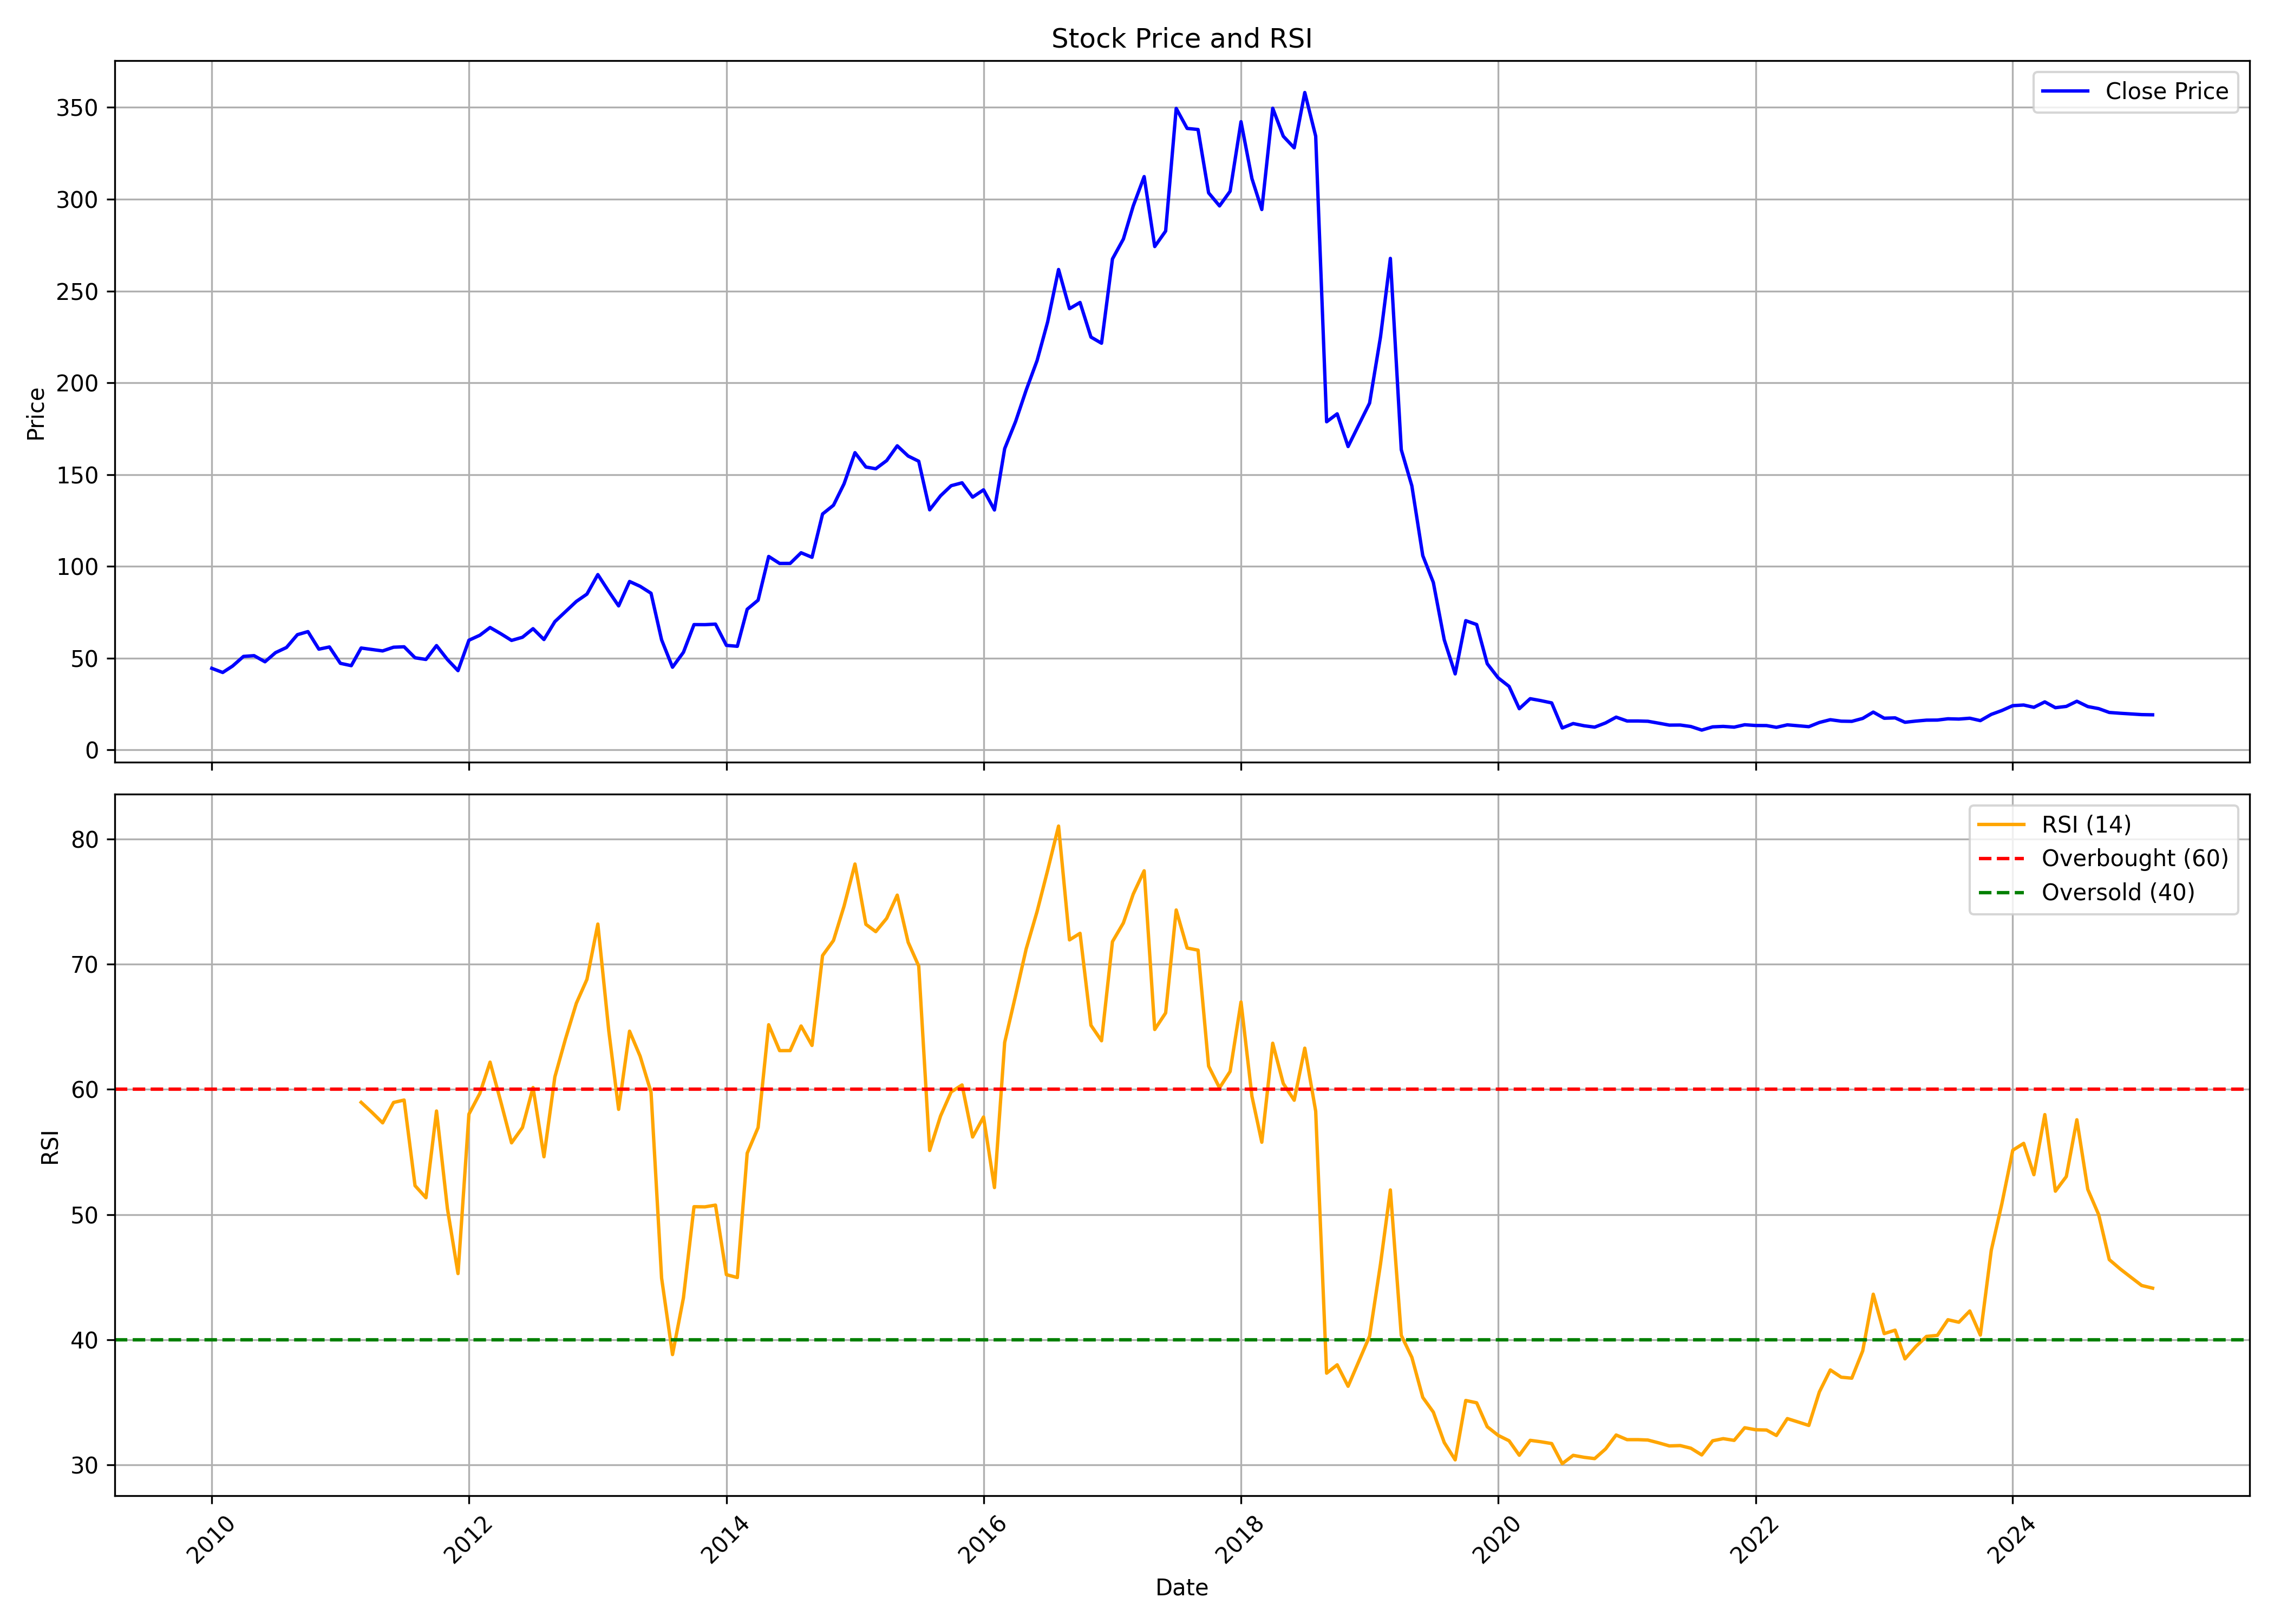 Stock Price and RSI
Close Price
Price
350
300
250
200
150
100
50
0
RSI (14)
Overbought (60)
Oversold (40)
RSI
80
70
60
50
40
30
2010
2012
2014
2016
2018
2020
2022
2024
Date